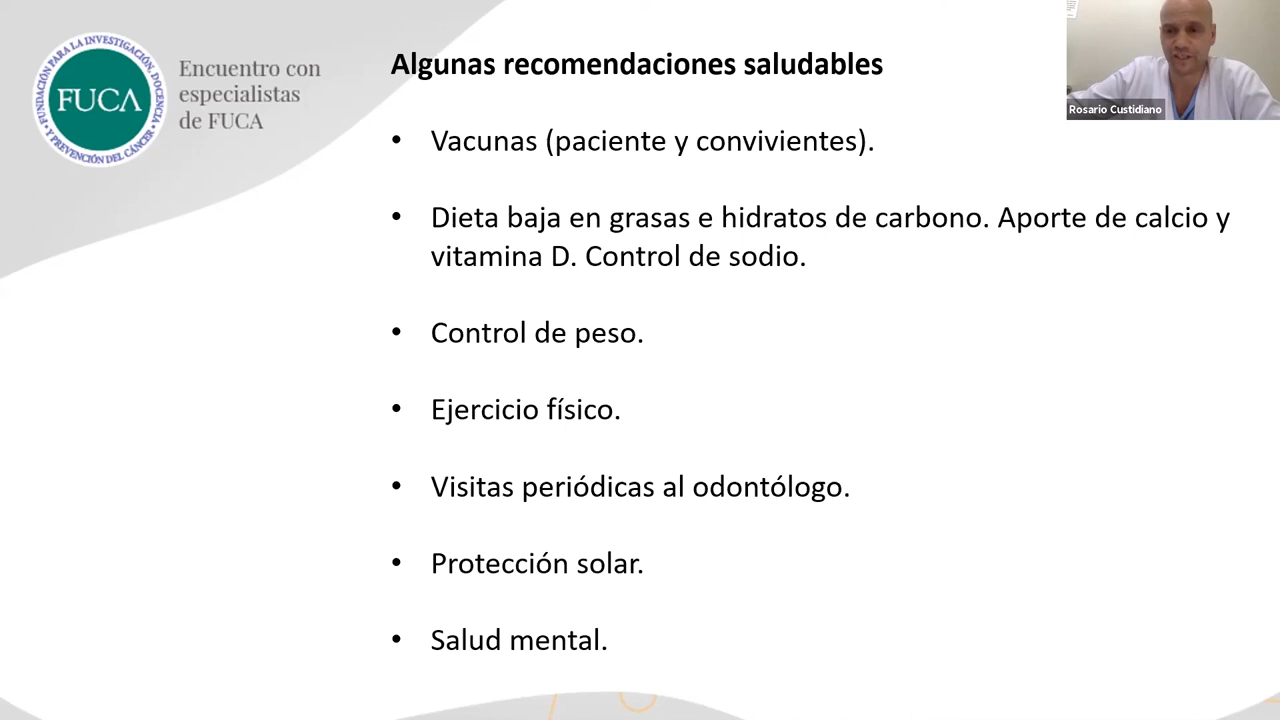 FUNDACIÓN PARA LA INVESTIGACIÓN, DOCENCIA
Y PREVENCIÓN DEL CÁNCER
FUCA
Encuentro con
especialistas
de FUCA
Algunas recomendaciones saludables
Rosario Custidiano
• Vacunas (paciente y convivientes).
• Dieta baja en grasas e hidratos de carbono. Aporte de calcio y
vitamina D. Control de sodio.
• Control de peso.
• Ejercicio físico.
• Visitas periódicas al odontólogo.
• Protección solar.
• Salud mental.